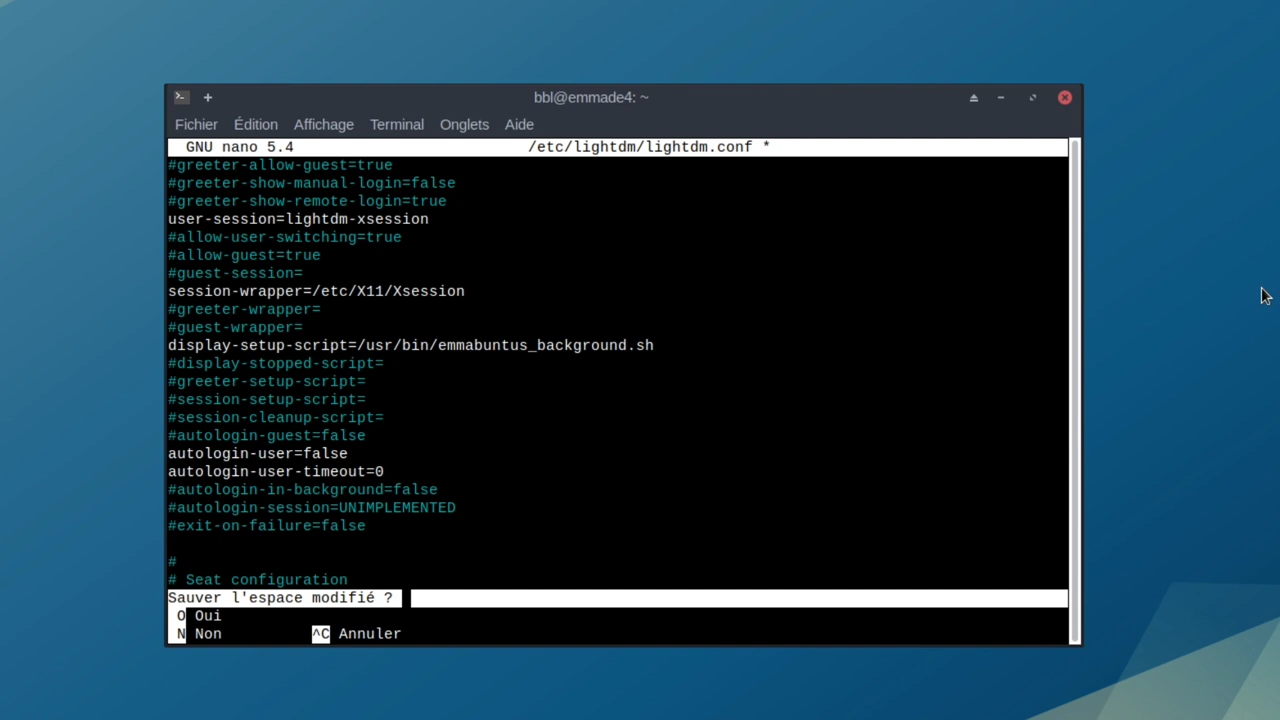 bbl@emmade4: ~
Fichier Édition Affichage Terminal Onglets Aide
GNU nano 5.4 /etc/lightdm/lightdm.conf *
#greeter-allow-guest=true
#greeter-show-manual-login=false
#greeter-show-remote-login=true
user-session=lightdm-xsession
#allow-user-switching=true
#allow-guest=true
#guest-session=
session-wrapper=/etc/X11/Xsession
#greeter-wrapper=
#guest-wrapper=
display-setup-script=/usr/bin/emmabuntus_background.sh
#display-stopped-script=
#greeter-setup-script=
#session-setup-script=
#session-cleanup-script=
#autologin-guest=false
autologin-user=false
autologin-user-timeout=0
#autologin-in-background=false
#autologin-session=UNIMPLEMENTED
#exit-on-failure=false
#
# Seat configuration
Sauver l'espace modifié ?
O Oui
N Non ^C Annuler